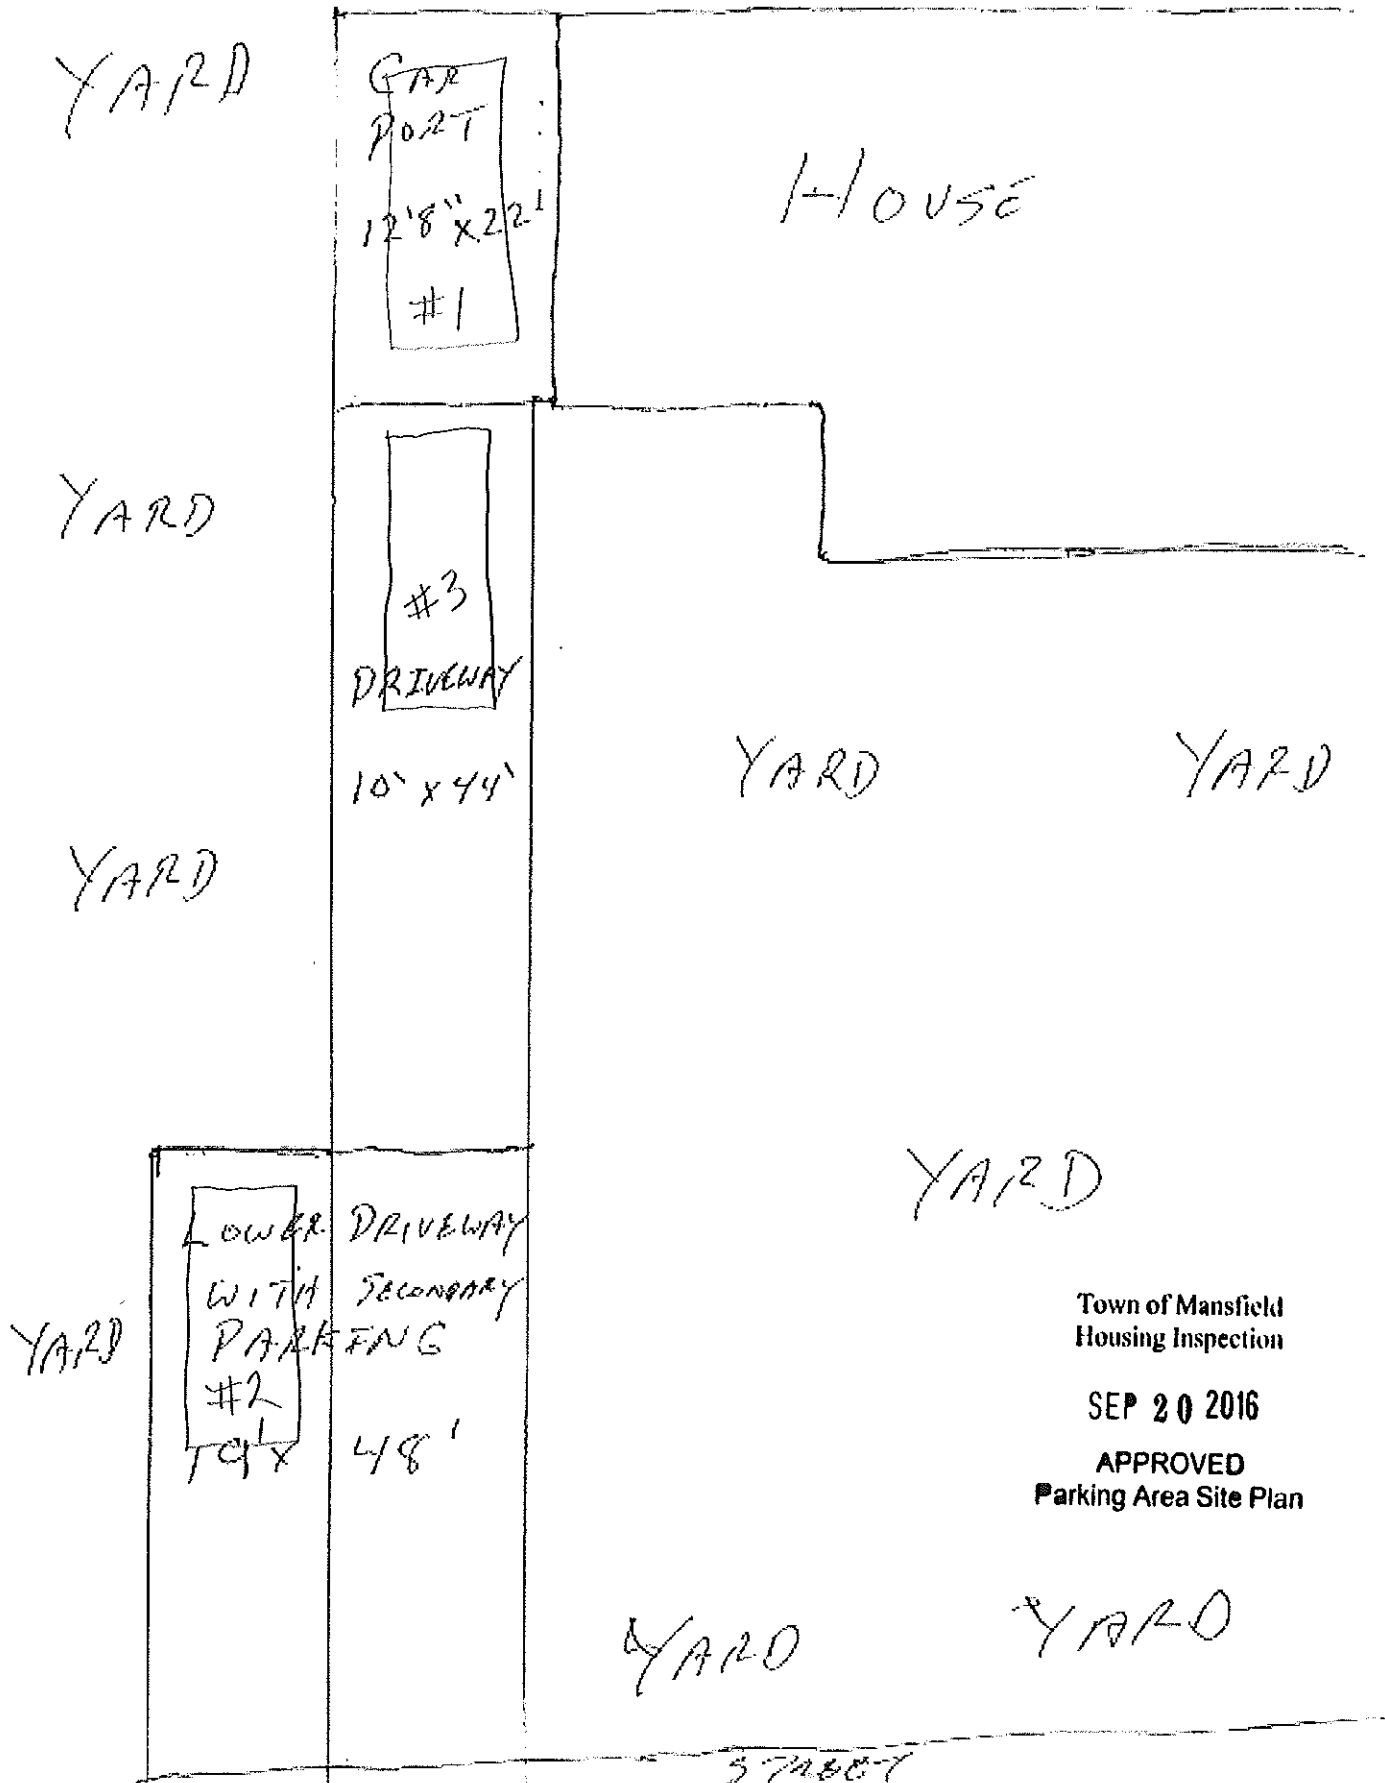 YARD
CAR
PORT
12'8" x 22'
#1
HOUSE
YARD
#3
DRIVEWAY
10' x 44'
YARD
YARD
YARD
YARD
LOWER DRIVEWAY
WITH SECONDARY
PARKING
#2
19' x 48'
YARD
YARD
Town of Mansfield
Housing Inspection
SEP 20 2016
APPROVED
Parking Area Site Plan
YARD
YARD
STREET